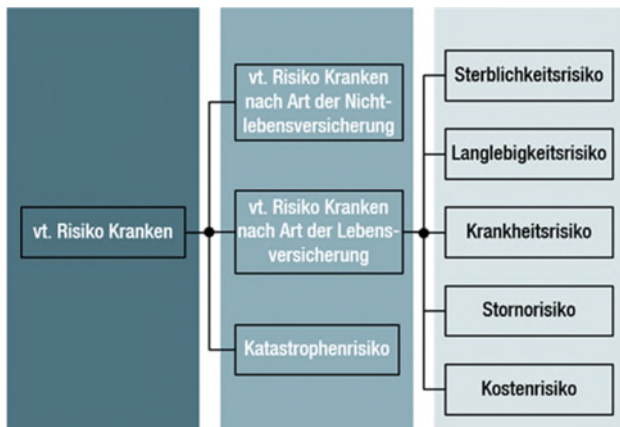 vt. Risiko Kranken
vt. Risiko Kranken
nach Art der Nicht-
lebensversicherung
vt. Risiko Kranken
nach Art der Lebens-
versicherung
Katastrophenrisiko
Sterblichkeitsrisiko
Langlebigkeitsrisiko
Krankheitsrisiko
Stornorisiko
Kostenrisiko